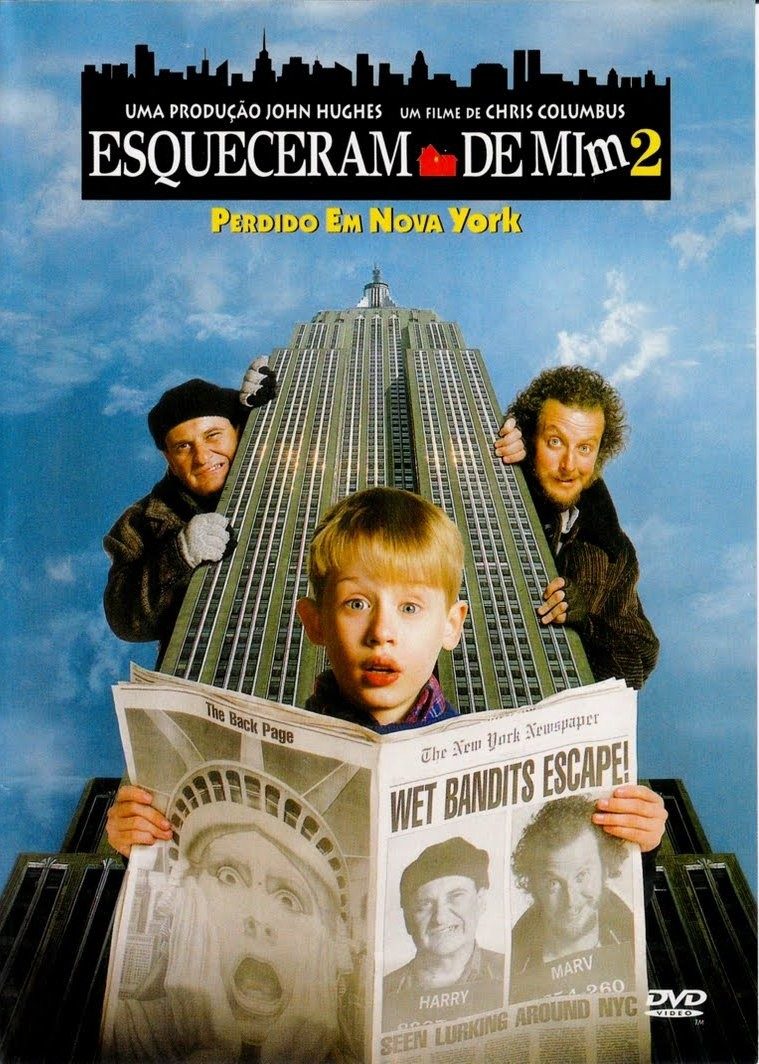 UMA PRODUÇÃO JOHN HUGHES UM FILME DE CHRIS COLUMBUS
ESQUECERAM DE MIm 2
PERDIDO EM NOVA YORK
The Back Page
The New York Newspaper
WET BANDITS ESCAPE!
HARRY
MARV
SEEN LURKING AROUND NYC
DVD
VIDEO
TM